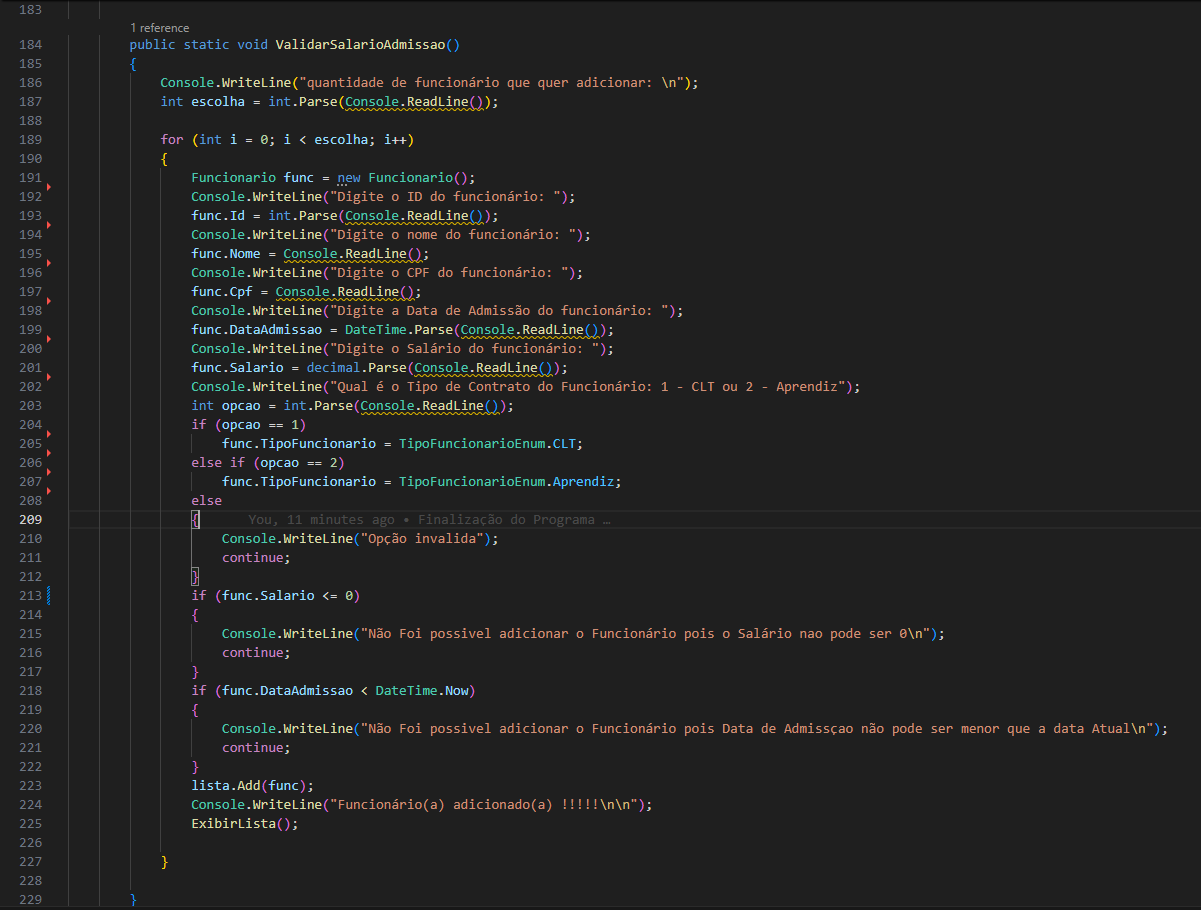 183
1 reference
184 public static void ValidarSalarioAdmissao()
185 {
186 Console.WriteLine("quantidade de funcionário que quer adicionar: \n");
187 int escolha = int.Parse(Console.ReadLine());
188
189 for (int i = 0; i < escolha; i++)
190 {
191 Funcionario func = new Funcionario();
192 Console.WriteLine("Digite o ID do funcionário: ");
193 func.Id = int.Parse(Console.ReadLine());
194 Console.WriteLine("Digite o nome do funcionário: ");
195 func.Nome = Console.ReadLine();
196 Console.WriteLine("Digite o CPF do funcionário: ");
197 func.Cpf = Console.ReadLine();
198 Console.WriteLine("Digite a Data de Admissão do funcionário: ");
199 func.DataAdmissao = DateTime.Parse(Console.ReadLine());
200 Console.WriteLine("Digite o Salário do funcionário: ");
201 func.Salario = decimal.Parse(Console.ReadLine());
202 Console.WriteLine("Qual é o Tipo de Contrato do Funcionário: 1 - CLT ou 2 - Aprendiz");
203 int opcao = int.Parse(Console.ReadLine());
204 if (opcao == 1)
205 func.TipoFuncionario = TipoFuncionarioEnum.CLT;
206 else if (opcao == 2)
207 func.TipoFuncionario = TipoFuncionarioEnum.Aprendiz;
208 else
209 { You, 11 minutes ago • Finalização do Programa …
210 Console.WriteLine("Opção invalida");
211 continue;
212 }
213 if (func.Salario <= 0)
214 {
215 Console.WriteLine("Não Foi possivel adicionar o Funcionário pois o Salário nao pode ser 0\n");
216 continue;
217 }
218 if (func.DataAdmissao < DateTime.Now)
219 {
220 Console.WriteLine("Não Foi possivel adicionar o Funcionário pois Data de Admissçao não pode ser menor que a data Atual\n");
221 continue;
222 }
223 lista.Add(func);
224 Console.WriteLine("Funcionário(a) adicionado(a) !!!!!\n\n");
225 ExibirLista();
226
227 }
228
229 }